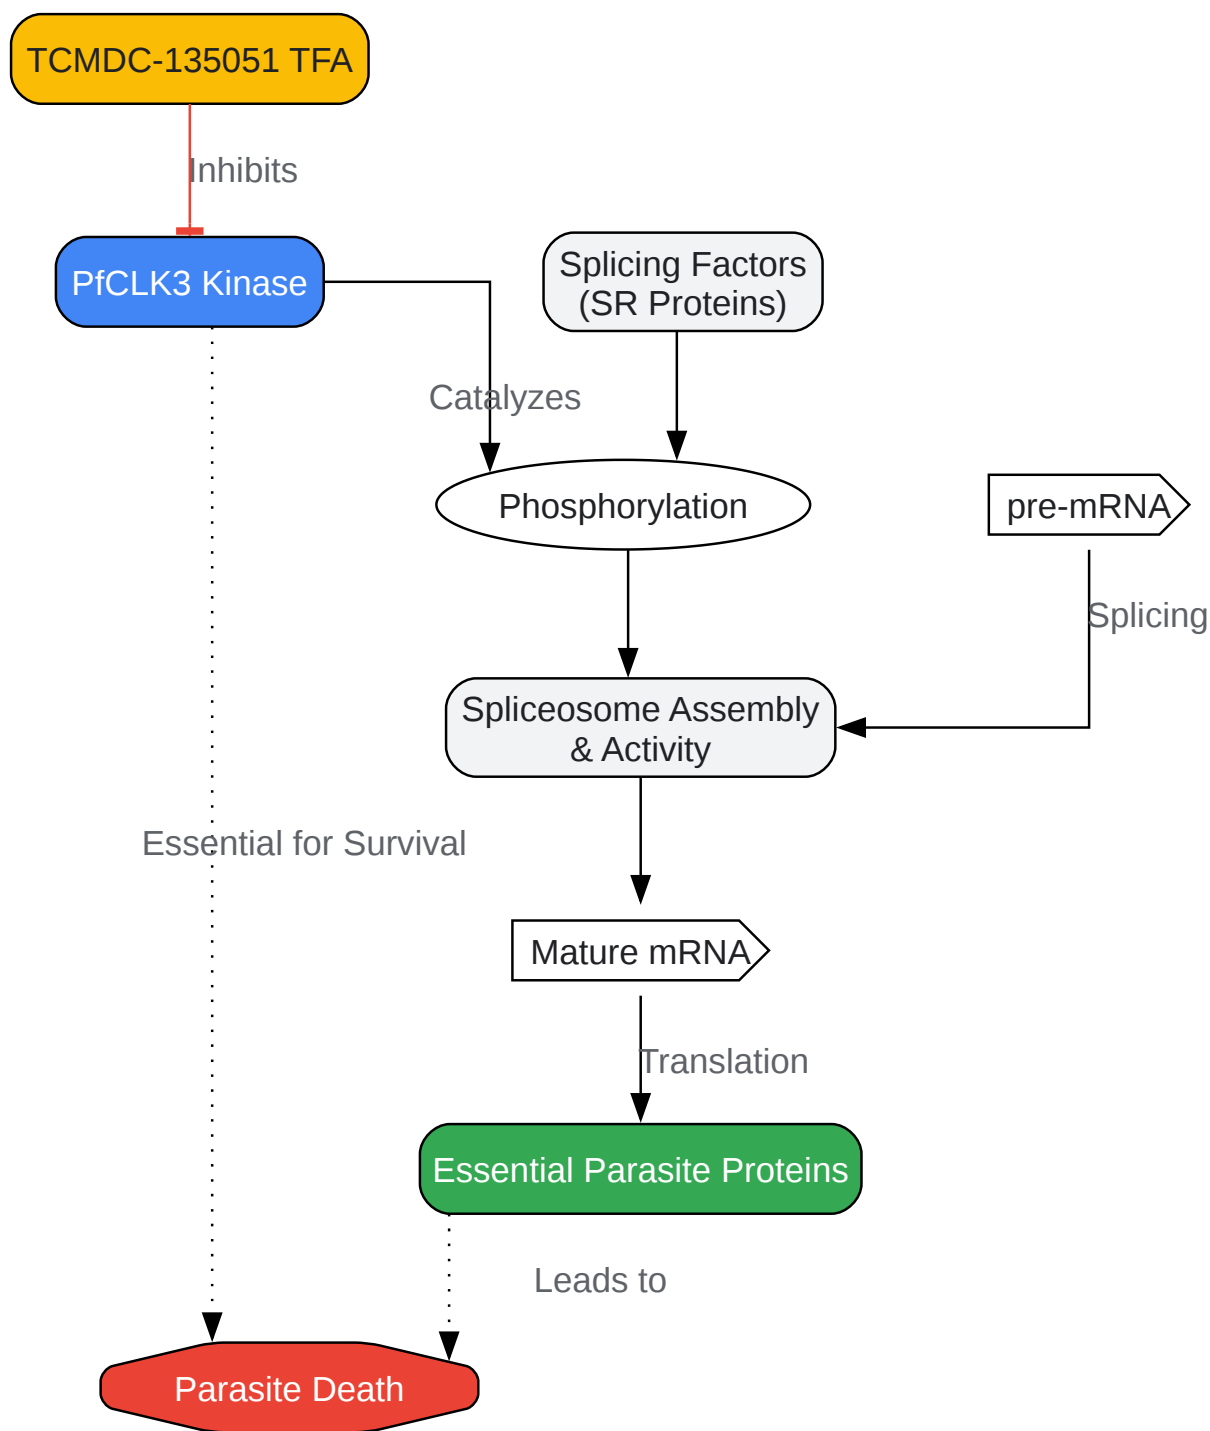 TCMDC-135051 TFA
Inhibits
PfCLK3 Kinase
Splicing Factors
(SR Proteins)
Catalyzes
Phosphorylation
pre-mRNA
Splicing
Spliceosome Assembly
& Activity
Essential for Survival
Mature mRNA
Translation
Essential Parasite Proteins
Leads to
Parasite Death